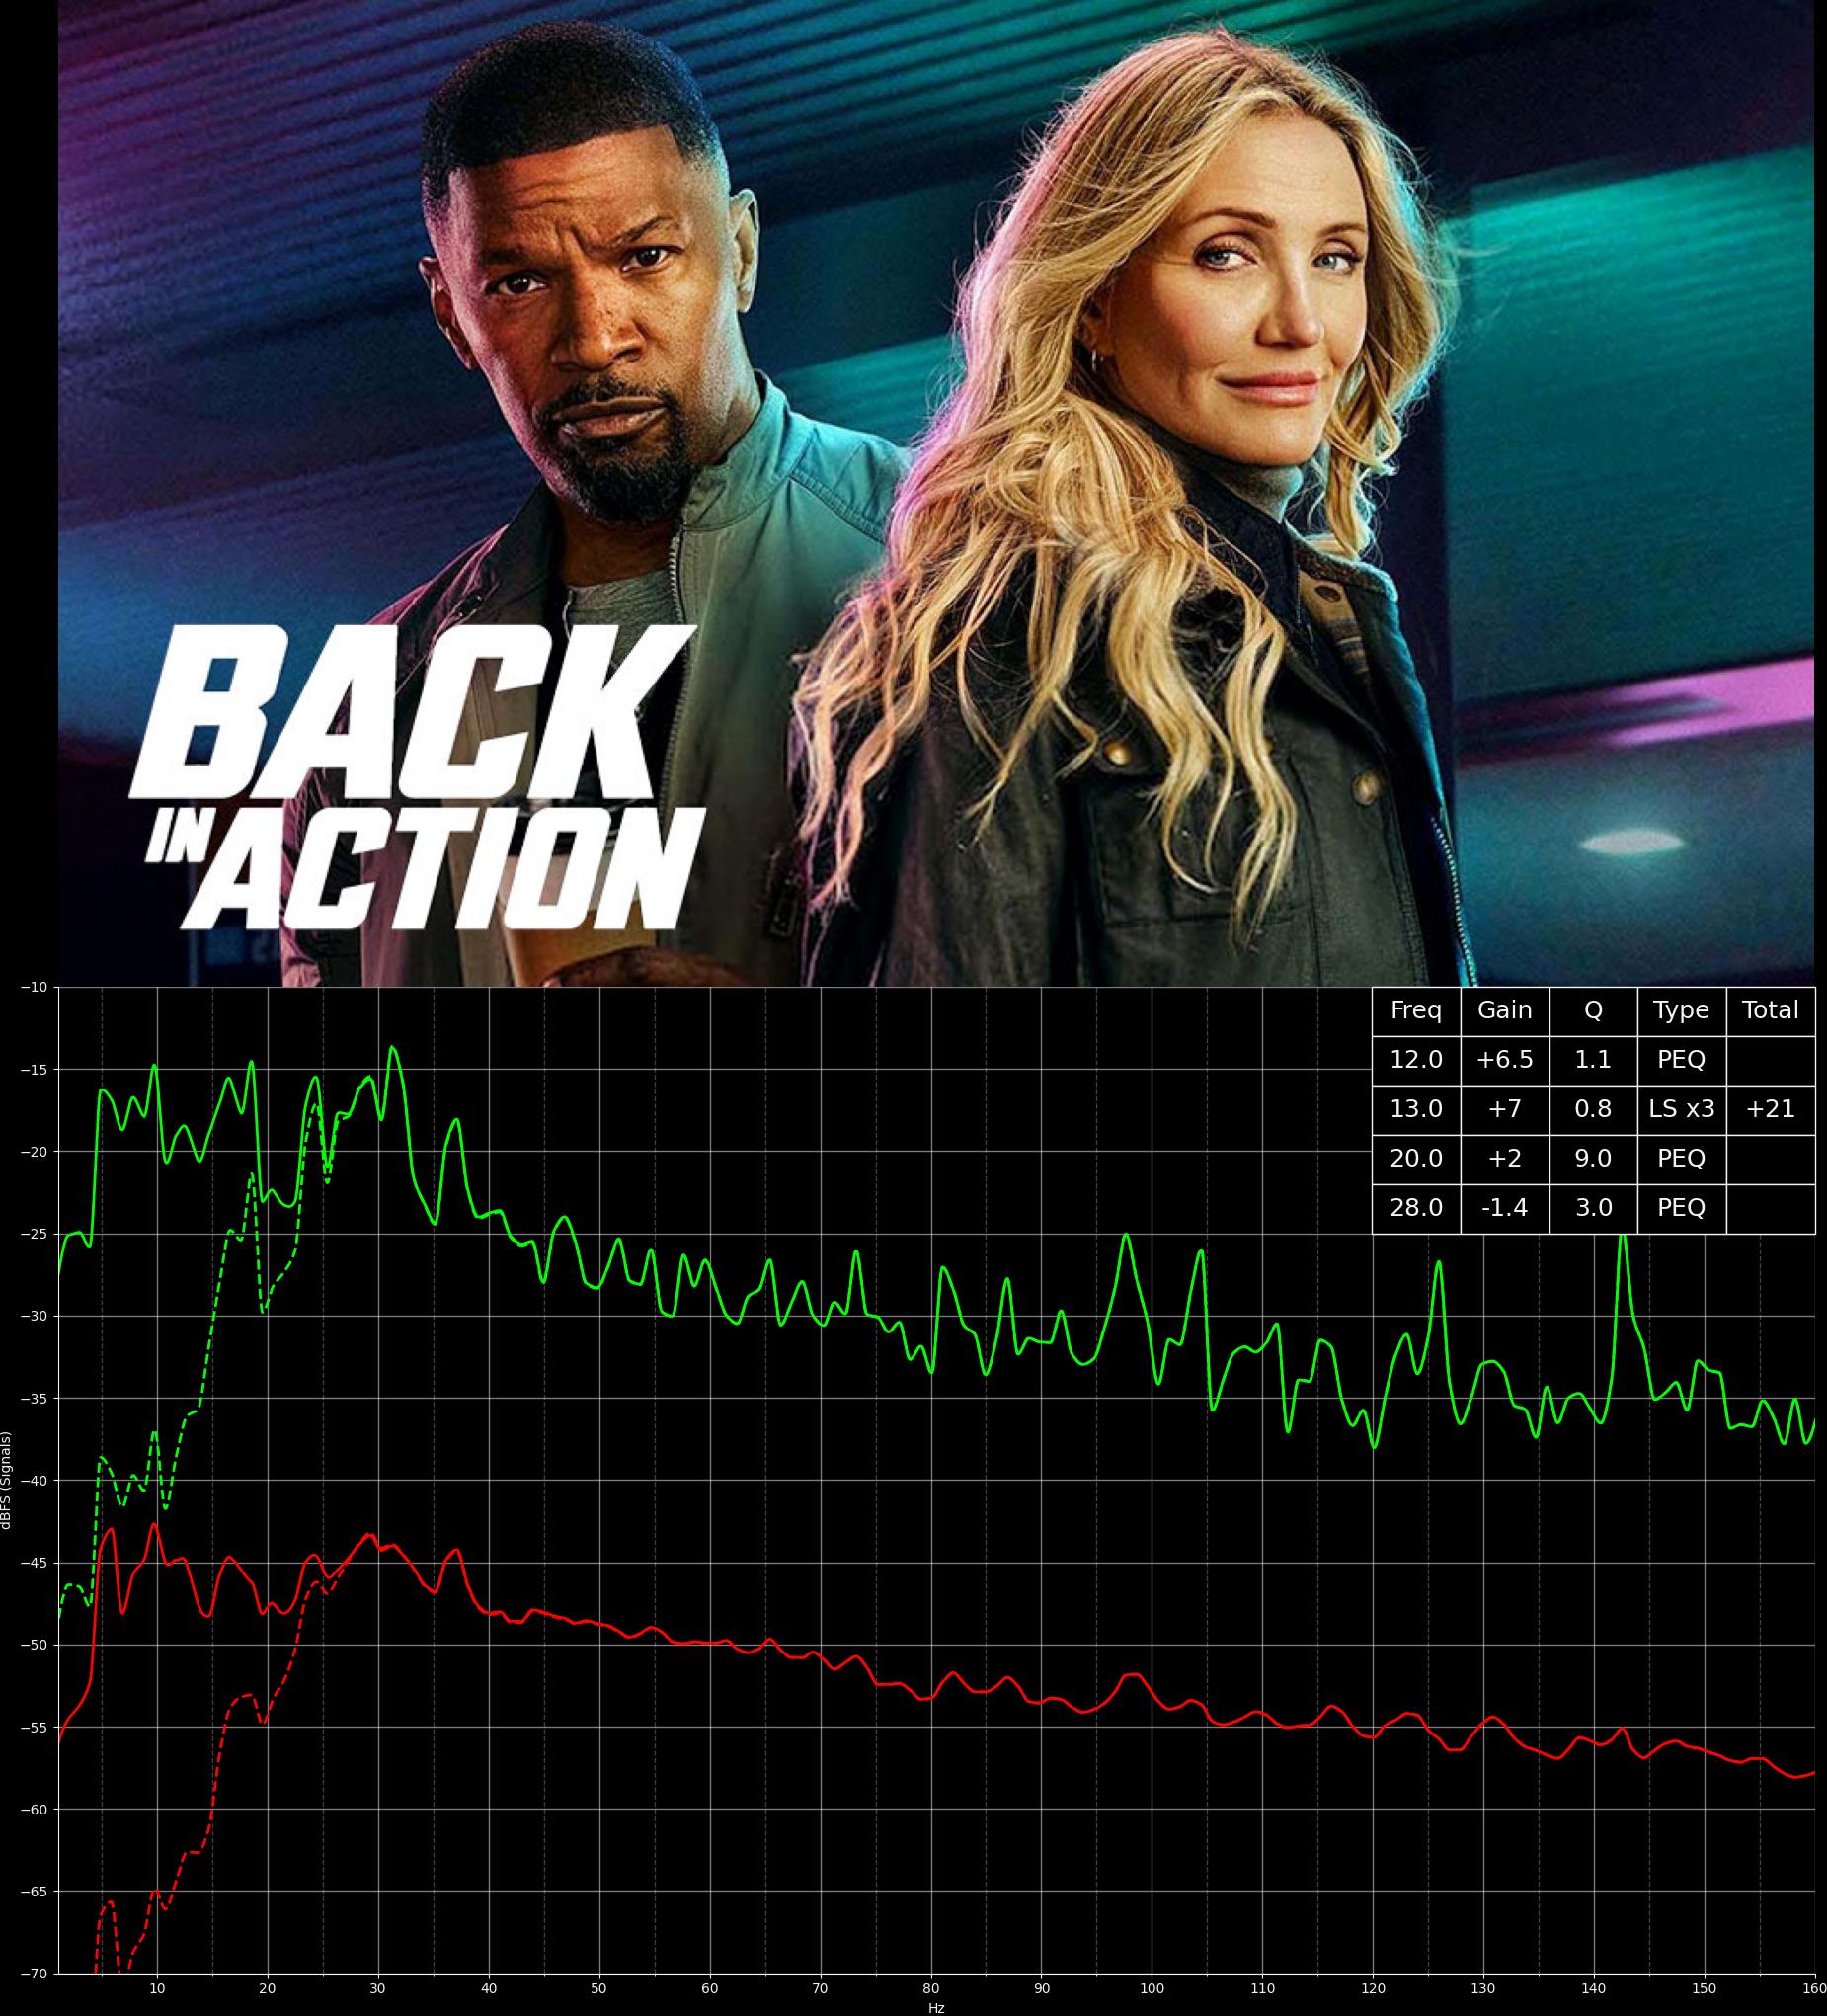 BACK
IN ACTION
Freq Gain Q Type Total
12.0 +6.5 1.1 PEQ
13.0 +7 0.8 LS x3 +21
20.0 +2 9.0 PEQ
28.0 -1.4 3.0 PEQ
−10
−15
−20
−25
−30
−35
−40
−45
−50
−55
−60
−65
−70
dBFS (Signals)
10 20 30 40 50 60 70 80 90 100 110 120 130 140 150 160
Hz